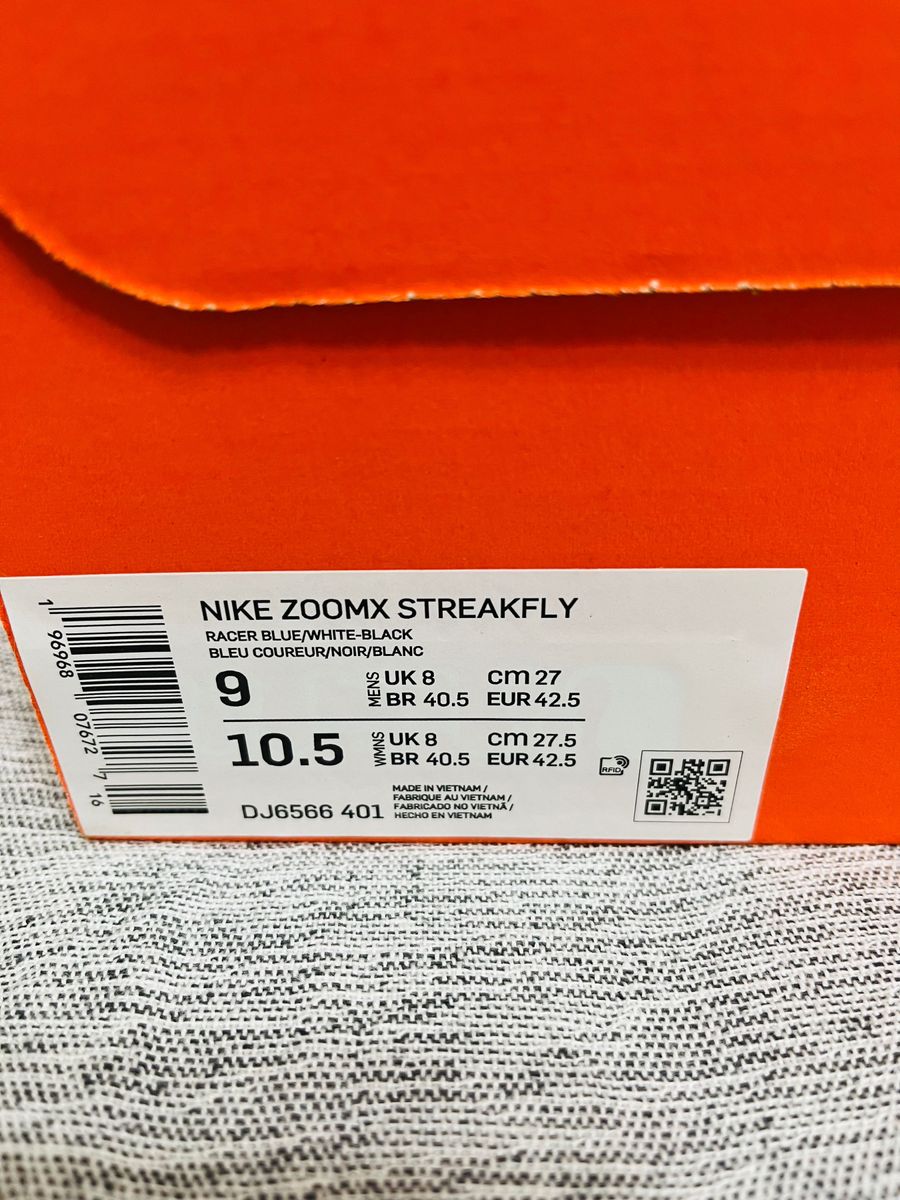 NIKE ZOOMX STREAKFLY
RACER BLUE/WHITE-BLACK
BLEU COUREUR/NOIR/BLANC
9 MENS UK 8 cm 27
BR 40.5 EUR 42.5
10.5 WMNS UK 8 cm 27.5
BR 40.5 EUR 42.5
RFID
DJ6566 401
MADE IN VIETNAM /
FABRIQUE AU VIETNAM /
FABRICADO NO VIETNÃ /
HECHO EN VIETNAM
1 96968 07672 7 16